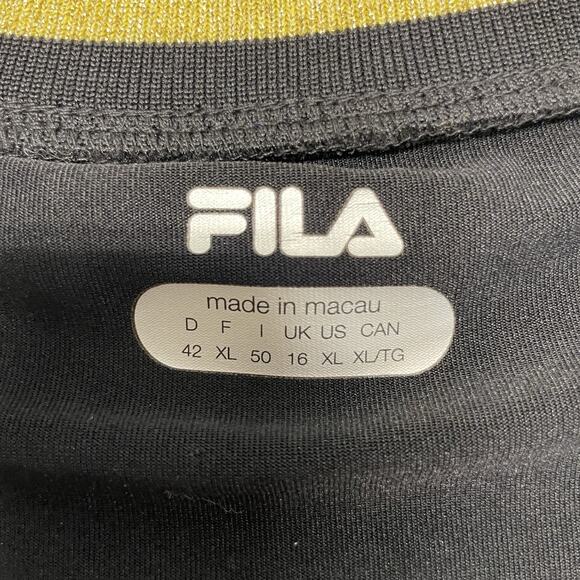 FILA
made in macau
D F I UK US CAN
42 XL 50 16 XL XL/TG